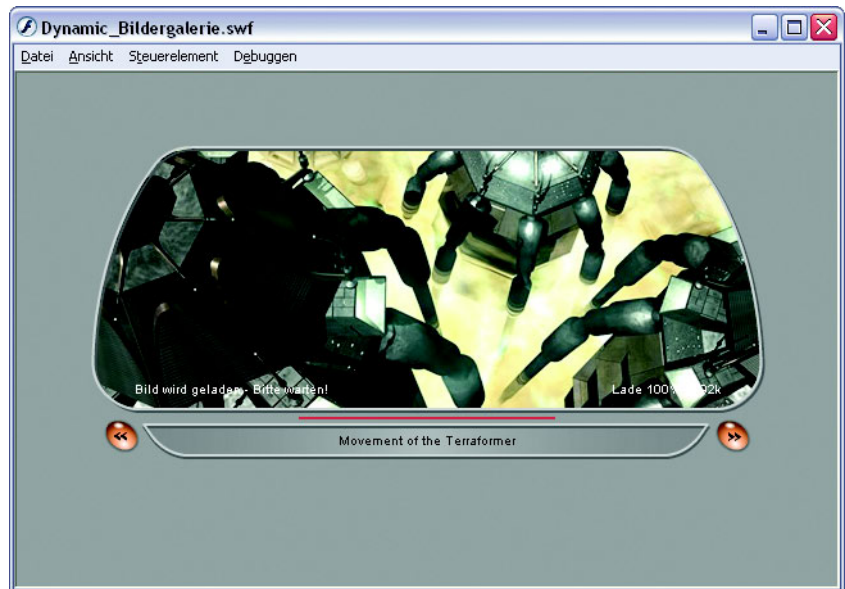 Dynamic_Bildergalerie.swf
Datei Ansicht Steuerelement Debuggen
Bild wird geladen - Bitte warten! Lade 100%
Movement of the Terraformer